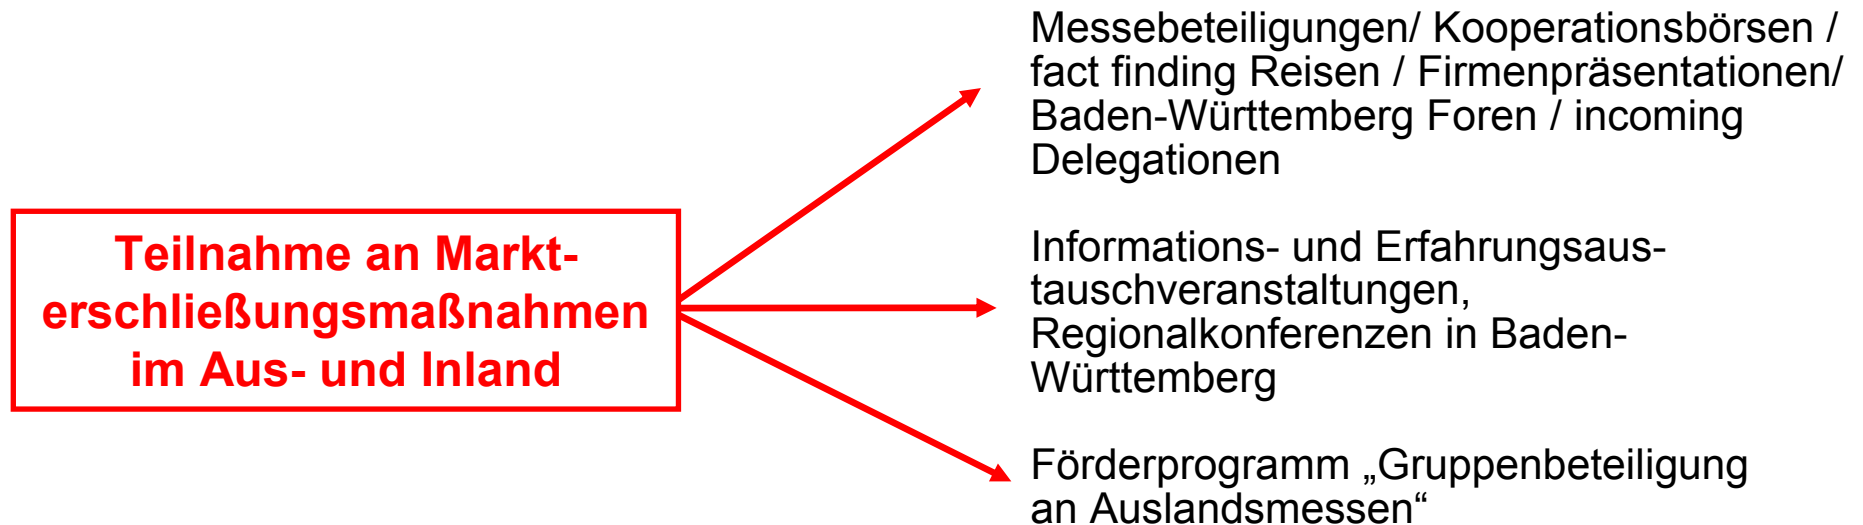 Messebeteiligungen/ Kooperationsbörsen /
fact finding Reisen / Firmenpräsentationen/
Baden-Württemberg Foren / incoming
Delegationen
Teilnahme an Markt-
erschließungsmaßnahmen
im Aus- und Inland
Informations- und Erfahrungsaus-
tauschveranstaltungen,
Regionalkonferenzen in Baden-
Württemberg
Förderprogramm „Gruppenbeteiligung
an Auslandsmessen“